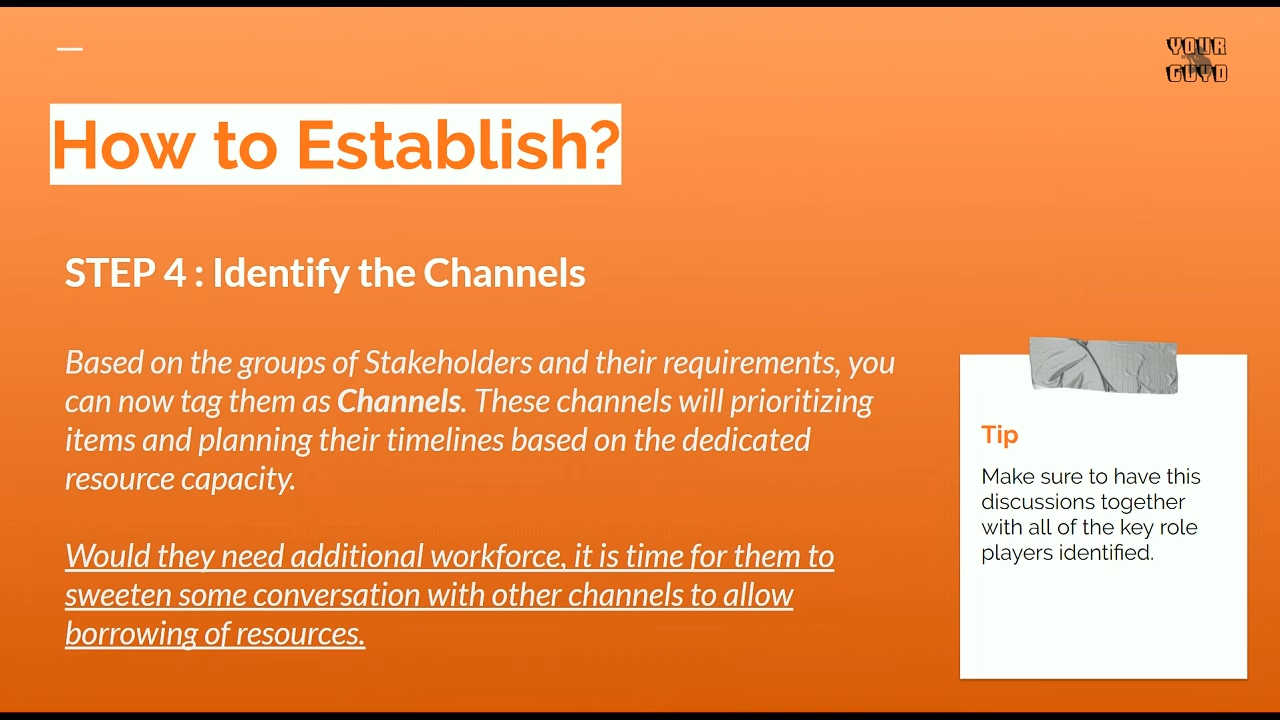 YOUR
GUYD
How to Establish?
STEP 4 : Identify the Channels
Based on the groups of Stakeholders and their requirements, you
can now tag them as Channels. These channels will prioritizing
items and planning their timelines based on the dedicated
resource capacity.
Would they need additional workforce, it is time for them to
sweeten some conversation with other channels to allow
borrowing of resources.
Tip
Make sure to have this
discussions together
with all of the key role
players identified.